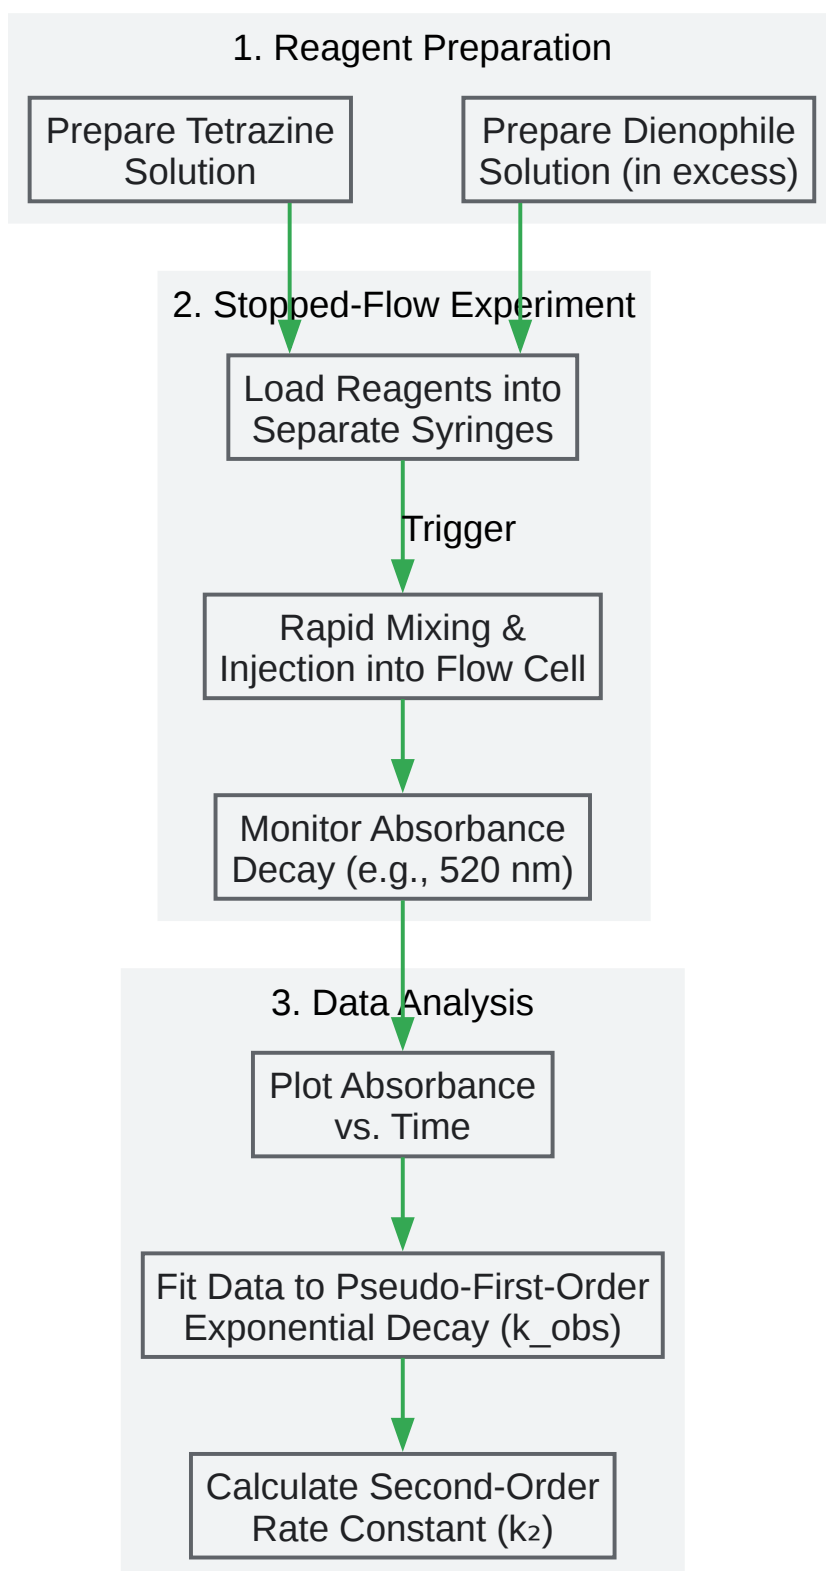 1. Reagent Preparation
Prepare Tetrazine
Solution
Prepare Dienophile
Solution (in excess)
2. Stopped-Flow Experiment
Load Reagents into
Separate Syringes
Trigger
Rapid Mixing &
Injection into Flow Cell
Monitor Absorbance
Decay (e.g., 520 nm)
3. Data Analysis
Plot Absorbance
vs. Time
Fit Data to Pseudo-First-Order
Exponential Decay (k_obs)
Calculate Second-Order
Rate Constant (k₂)